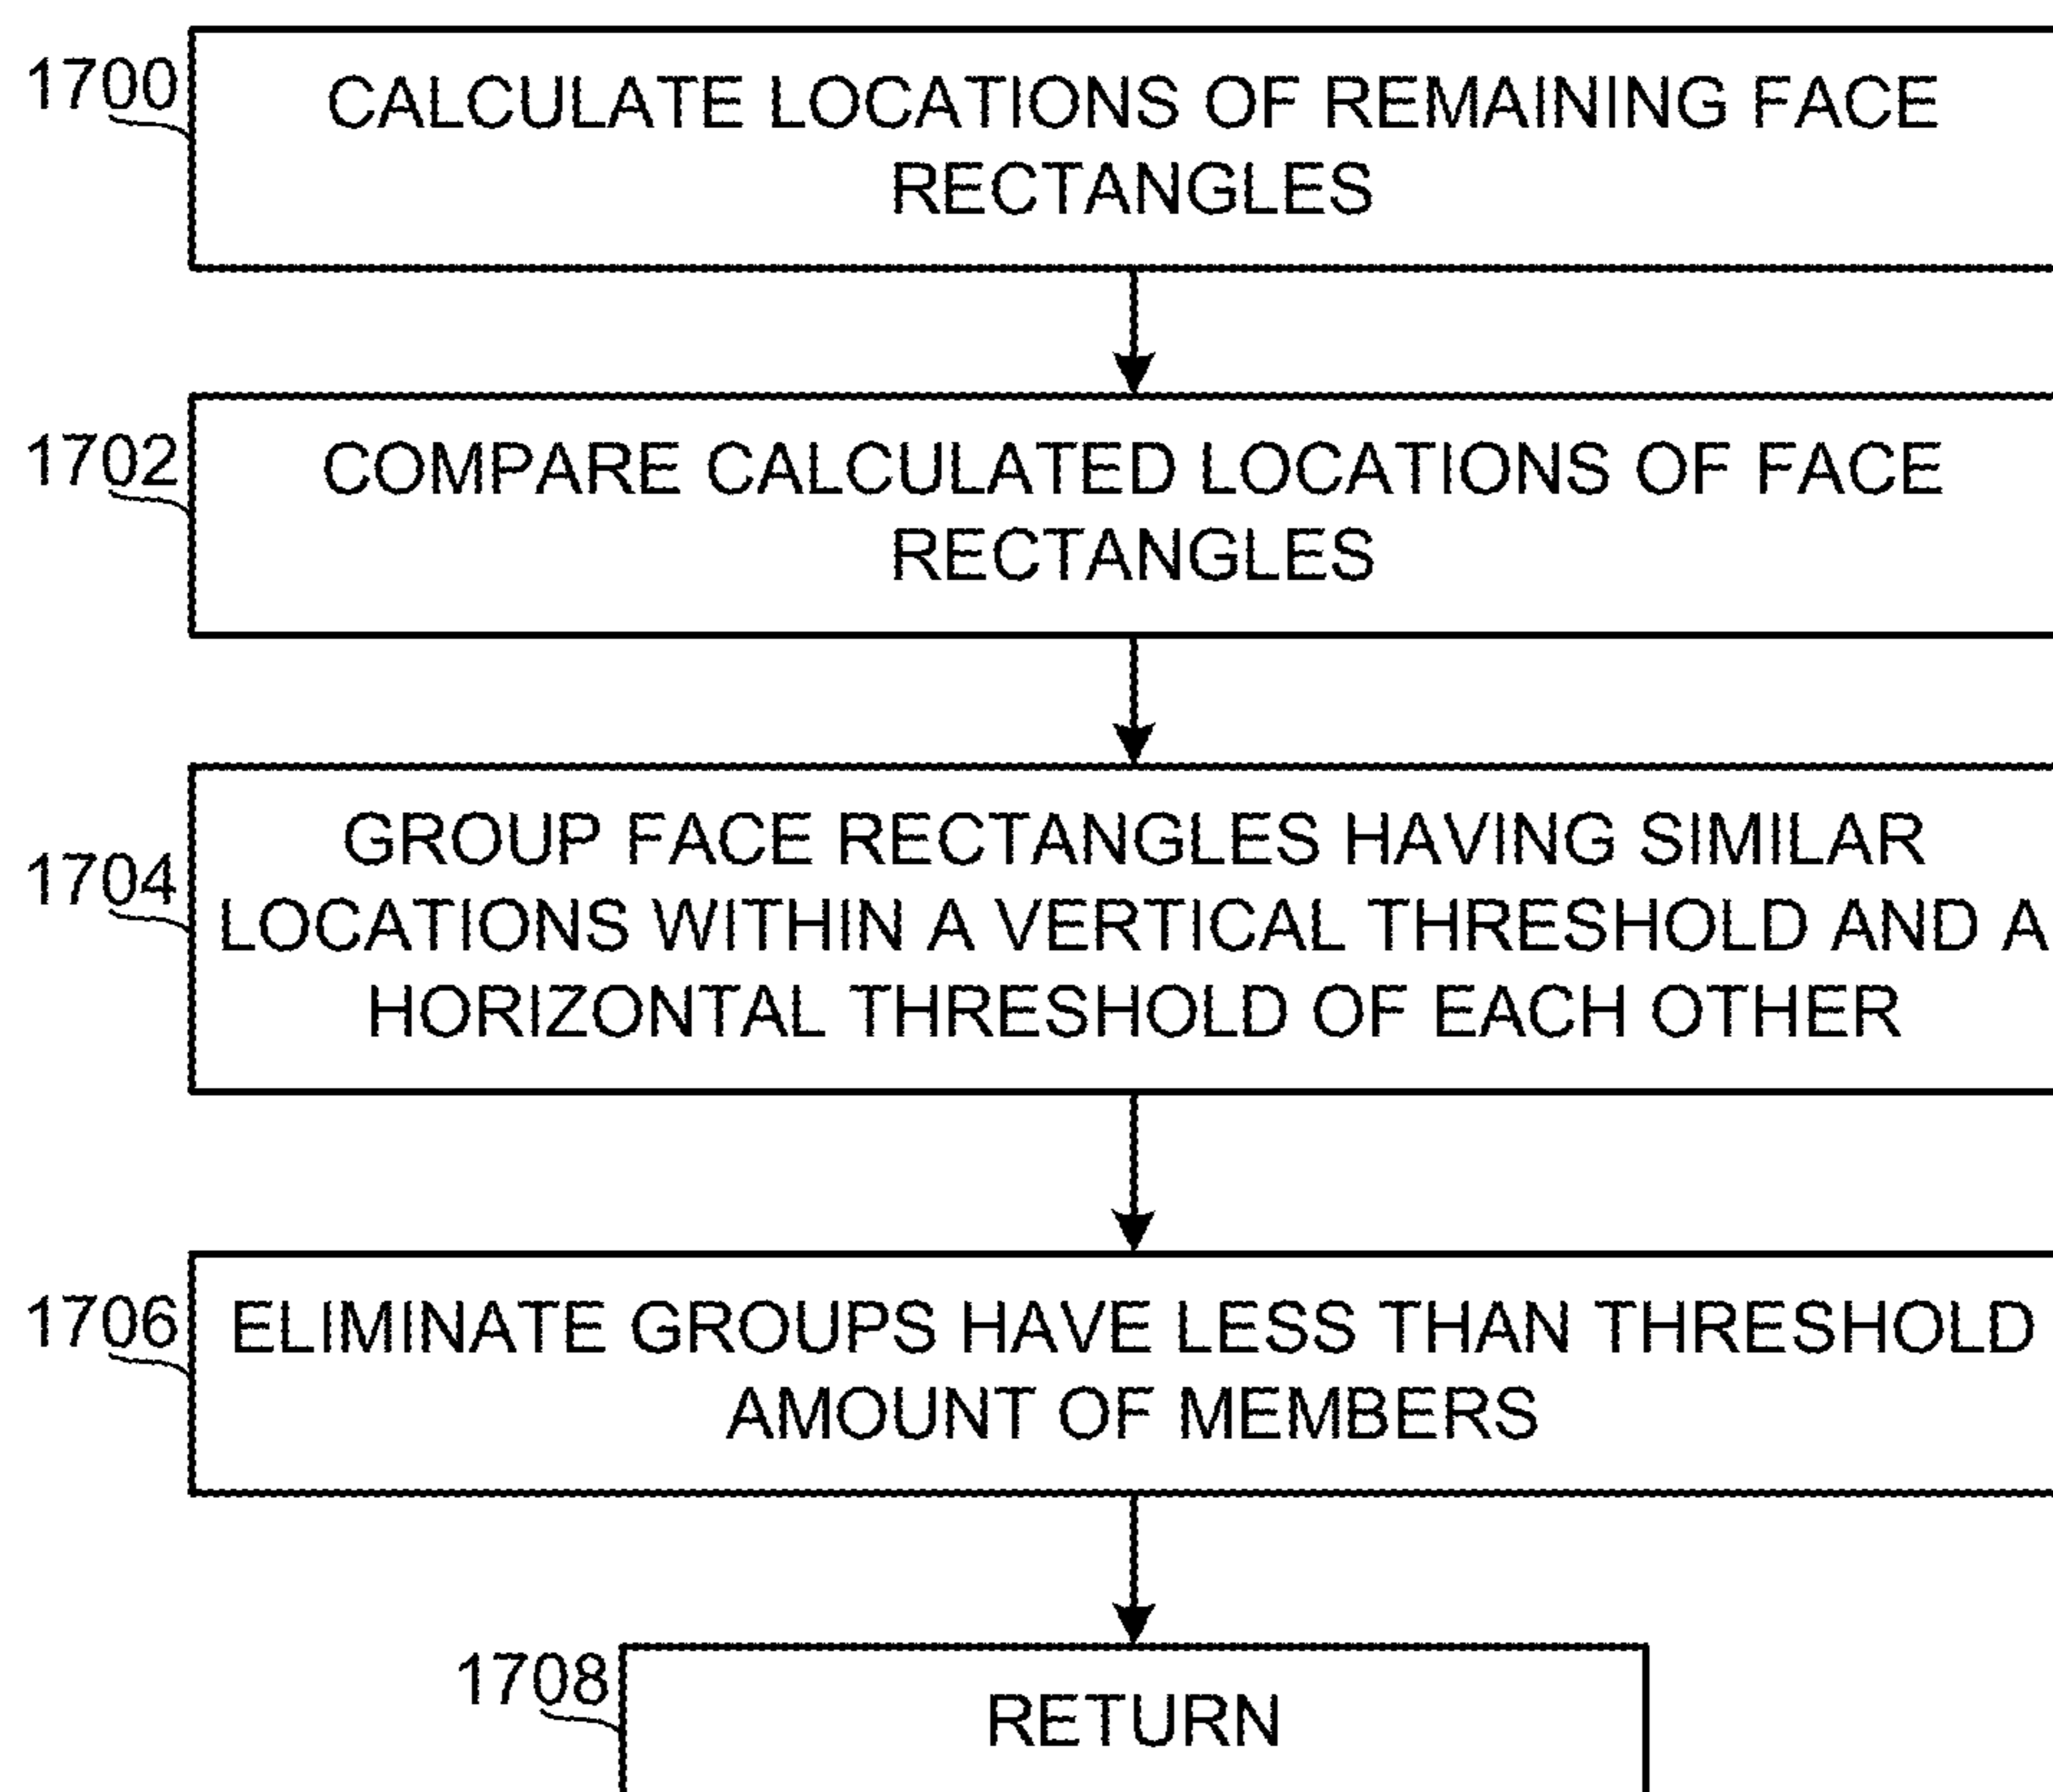 1700
CALCULATE LOCATIONS OF REMAINING FACE
RECTANGLES
1702
COMPARE CALCULATED LOCATIONS OF FACE
RECTANGLES
1704
GROUP FACE RECTANGLES HAVING SIMILAR
LOCATIONS WITHIN A VERTICAL THRESHOLD AND A
HORIZONTAL THRESHOLD OF EACH OTHER
1706
ELIMINATE GROUPS HAVE LESS THAN THRESHOLD
AMOUNT OF MEMBERS
1708
RETURN